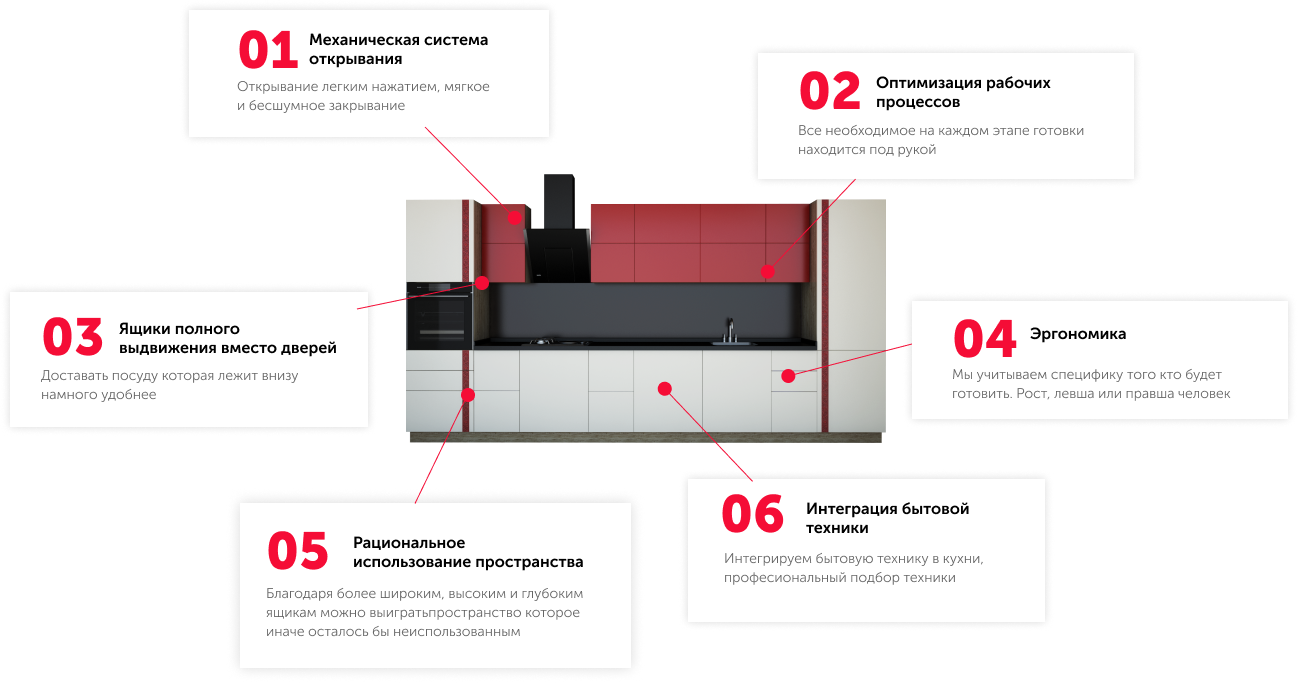 01
Механическая система
открывания
Открывание легким нажатием, мягкое
и бесшумное закрывание
02
Оптимизация рабочих
процессов
Все необходимое на каждом этапе готовки
находится под рукой
03
Ящики полного
выдвижения вместо дверей
Доставать посуду которая лежит внизу
намного удобнее
04
Эргономика
Мы учитываем специфику того кто будет
готовить. Рост, левша или правша человек
05
Рациональное
использование пространства
Благодаря более широким, высоким и глубоким
ящикам можно выигратьпространство которое
иначе осталось бы неиспользованным
06
Интеграция бытовой
техники
Интегрируем бытовую технику в кухни,
професиональный подбор техники